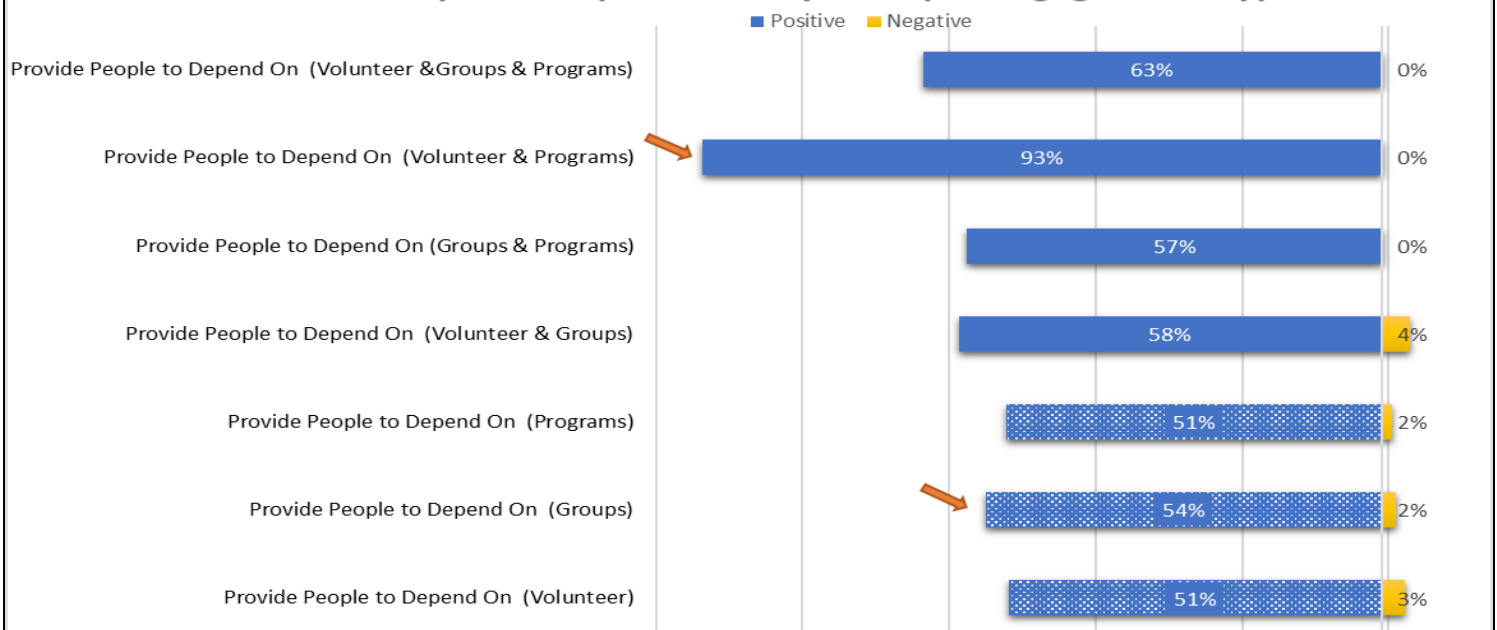 Positive Negative
Provide People to Depend On (Volunteer &Groups & Programs) 63% 0%
Provide People to Depend On (Volunteer & Programs) 93% 0%
Provide People to Depend On (Groups & Programs) 57% 0%
Provide People to Depend On (Volunteer & Groups) 58% 4%
Provide People to Depend On (Programs) 51% 2%
Provide People to Depend On (Groups) 54% 2%
Provide People to Depend On (Volunteer) 51% 3%